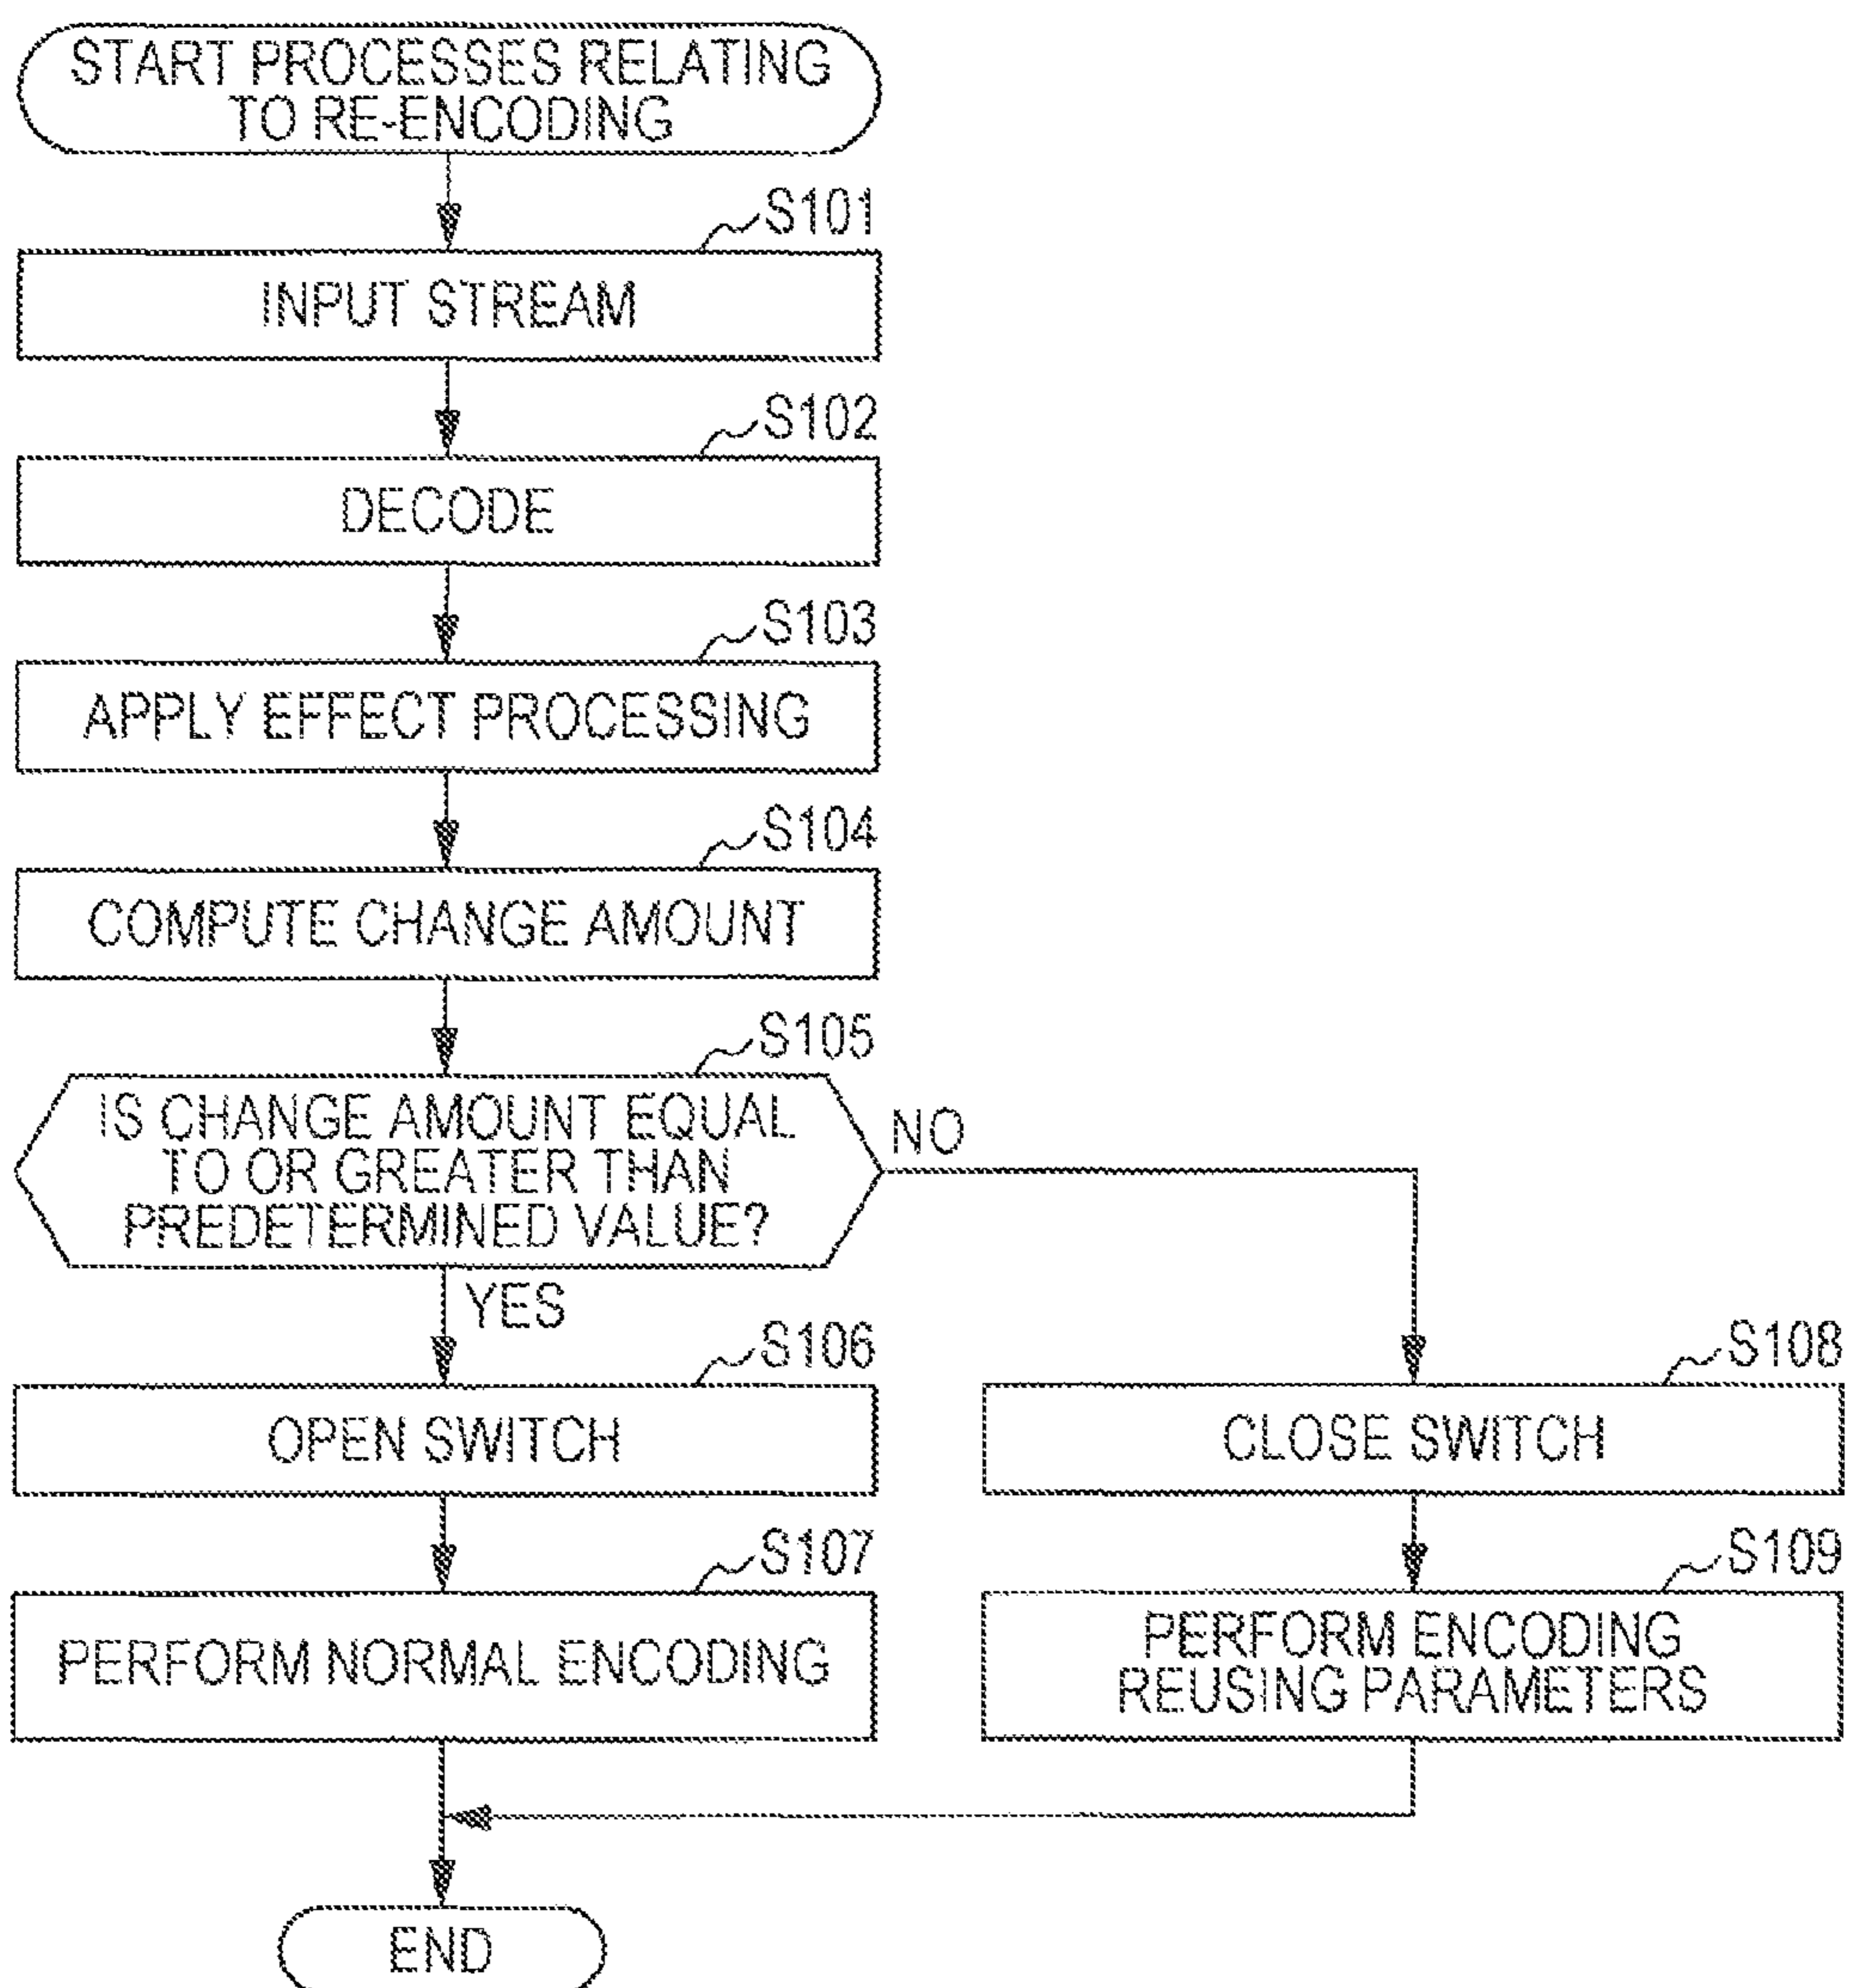 START PROCESSES RELATING
TO RE-ENCODING
S101
INPUT STREAM
S102
DECODE
S103
APPLY EFFECT PROCESSING
S104
COMPUTE CHANGE AMOUNT
S105
IS CHANGE AMOUNT EQUAL
TO OR GREATER THAN
PREDETERMINED VALUE?
NO
YES
S106
OPEN SWITCH
S107
PERFORM NORMAL ENCODING
S108
CLOSE SWITCH
S109
PERFORM ENCODING
REUSING PARAMETERS
END